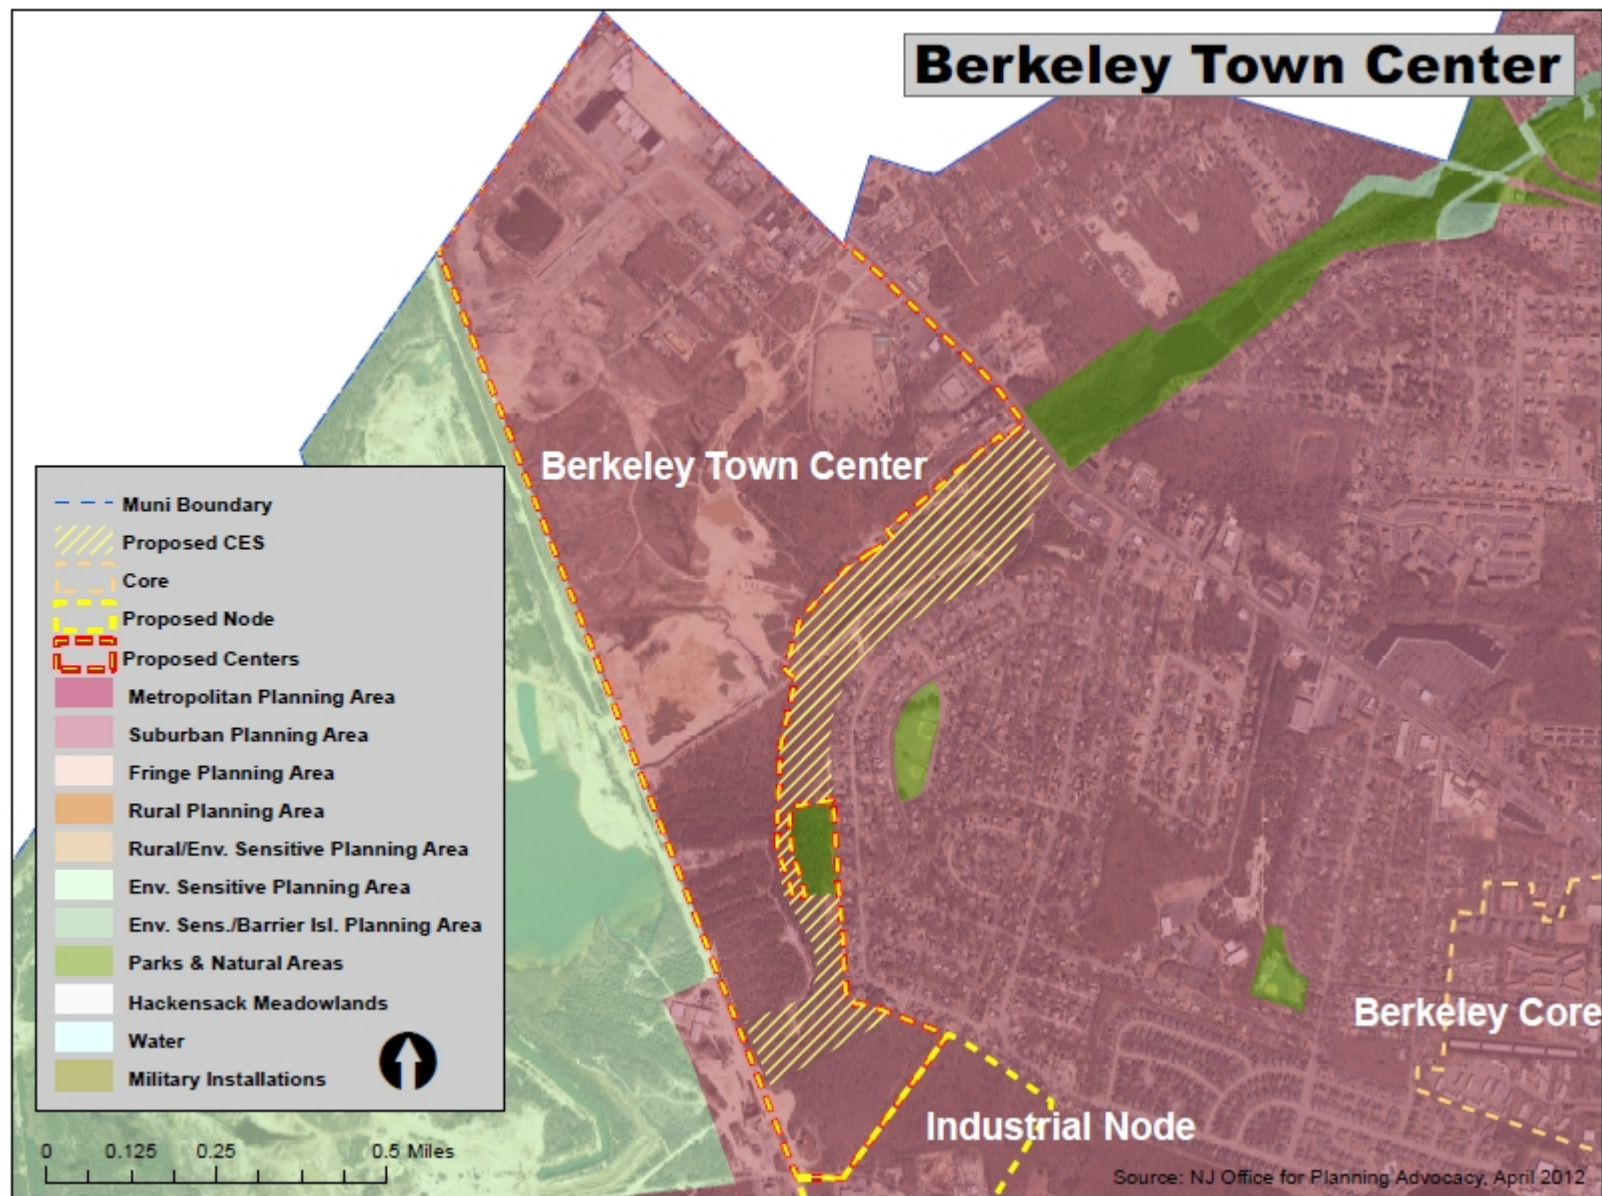 Berkeley Town Center
Berkeley Town Center
Muni Boundary
Proposed CES
Core
Proposed Node
Proposed Centers
Metropolitan Planning Area
Suburban Planning Area
Fringe Planning Area
Rural Planning Area
Rural/Env. Sensitive Planning Area
Env. Sensitive Planning Area
Env. Sens./Barrier Isl. Planning Area
Parks & Natural Areas
Hackensack Meadowlands
Water
Military Installations
Berkeley Core
Industrial Node
0 0.125 0.25 0.5 Miles
Source: NJ Office for Planning Advocacy, April 2012